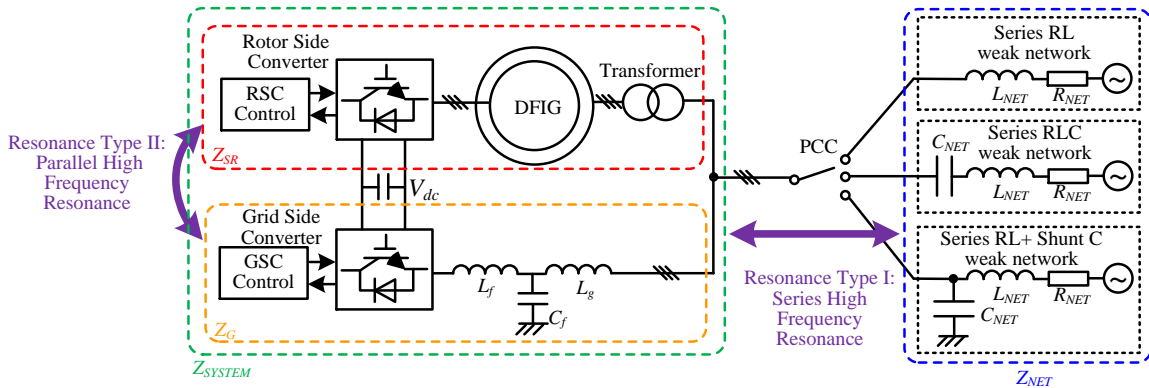 Rotor Side
Converter
RSC
Control
DFIG
Transformer
Z_SR
Resonance Type II:
Parallel High
Frequency
Resonance
V_dc
Grid Side
Converter
GSC
Control
L_f
L_g
C_f
Z_G
Z_SYSTEM
PCC
Resonance Type I:
Series High
Frequency
Resonance
Series RL
weak network
L_NET
R_NET
Series RLC
weak network
C_NET
L_NET
R_NET
Series RL+ Shunt C
weak network
L_NET
R_NET
C_NET
Z_NET